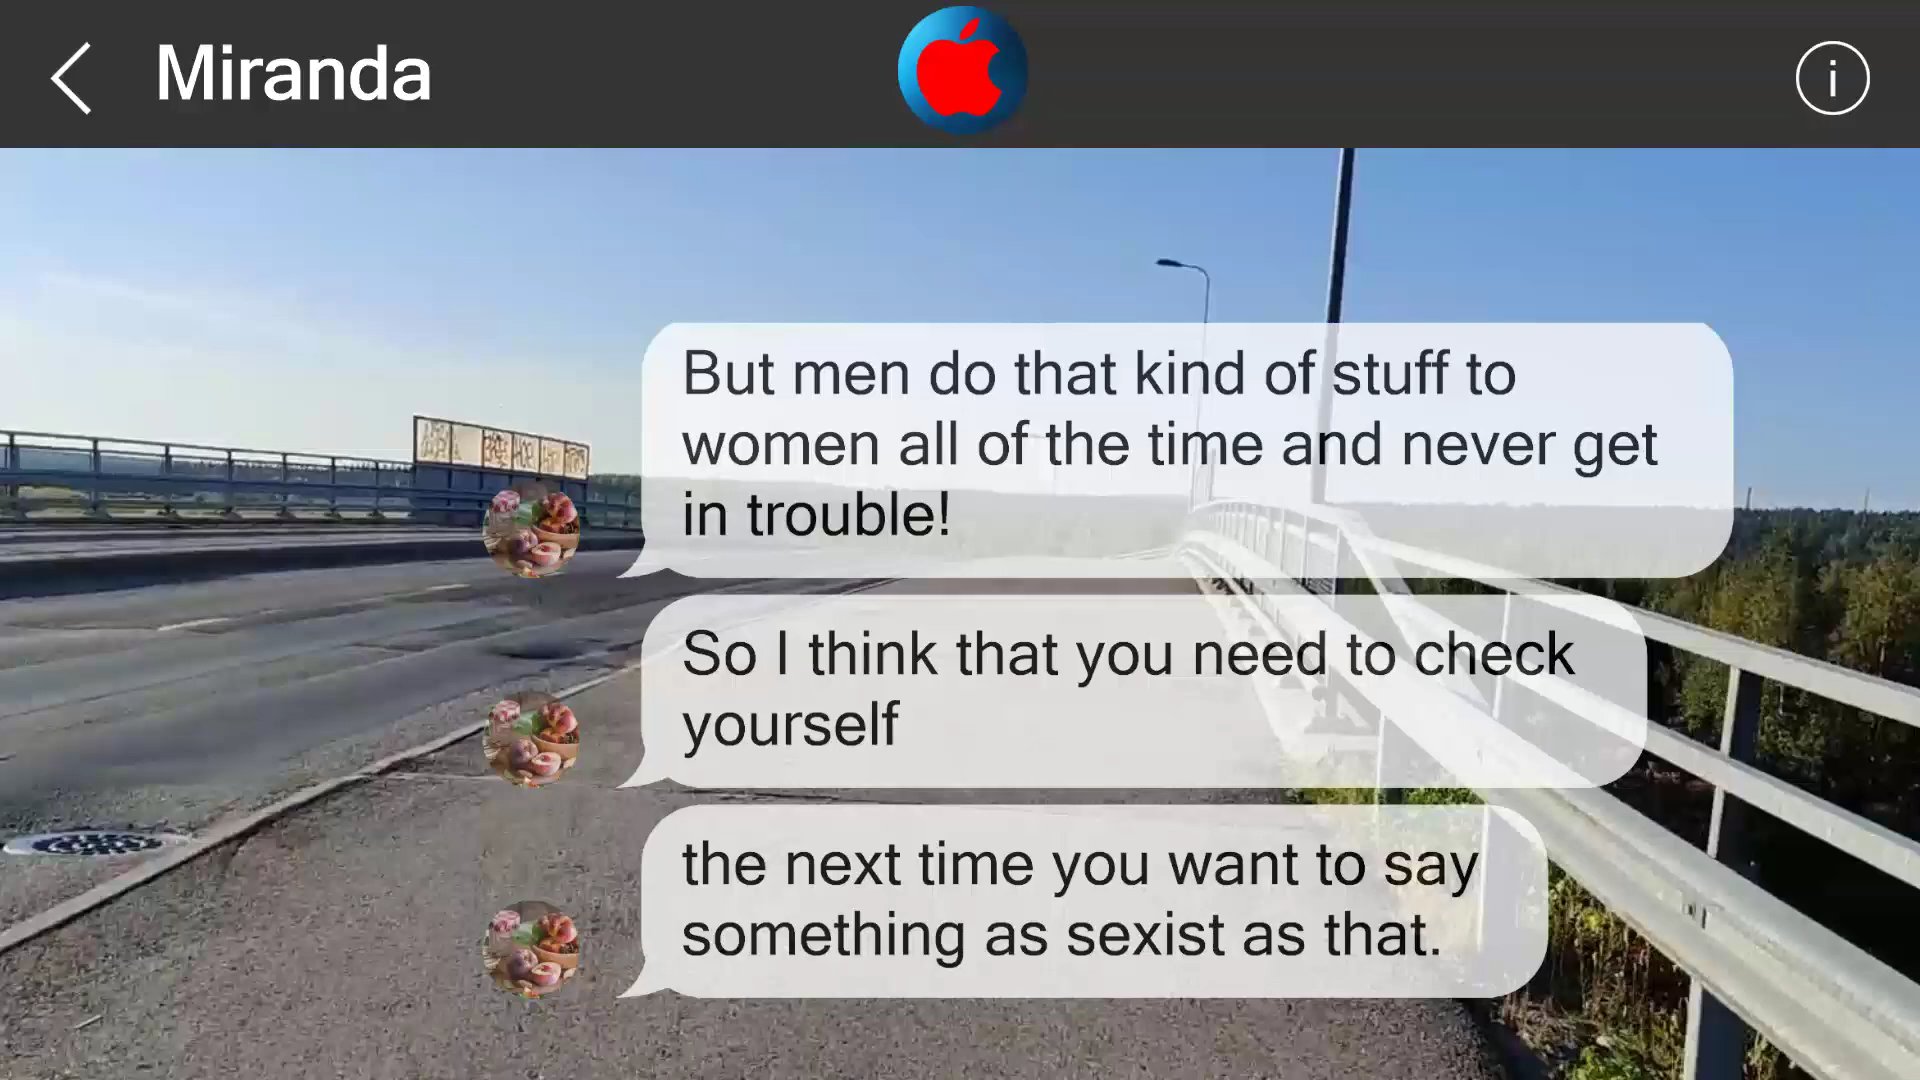 Miranda
i
But men do that kind of stuff to
women all of the time and never get
in trouble!
So I think that you need to check
yourself
the next time you want to say
something as sexist as that.